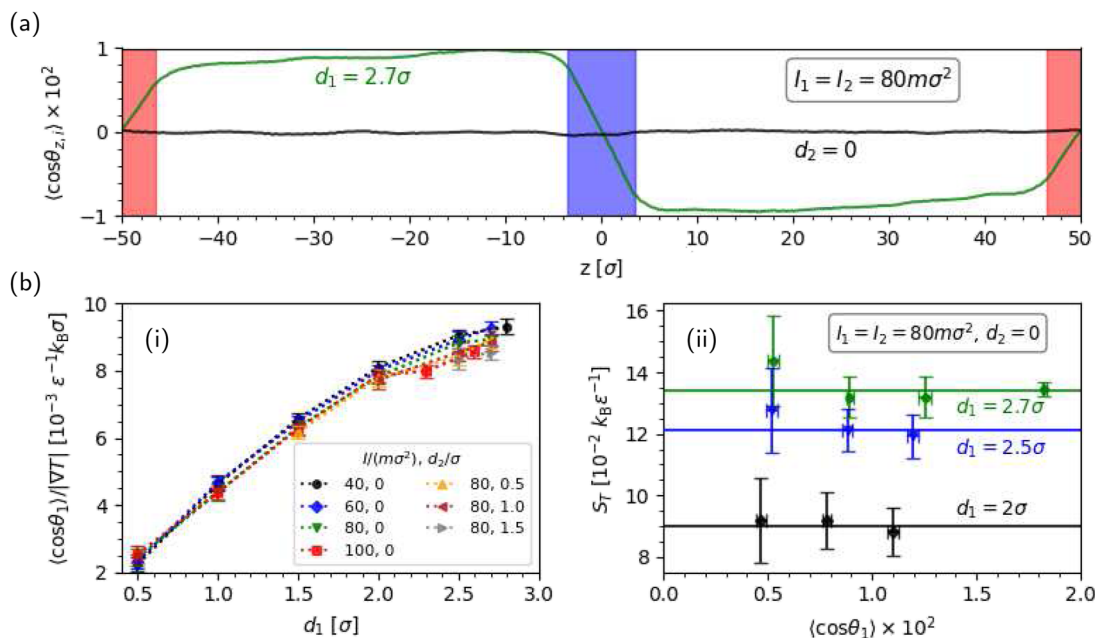 (a)
1
0
−1
⟨cosθz,i⟩ × 10²
d₁ = 2.7σ
I₁ = I₂ = 80mσ²
d₂ = 0
−50 −40 −30 −20 −10 0 10 20 30 40 50
z [σ]
(b)
(i)
10
8
6
4
2
⟨cosθ₁⟩/|∇T| [10⁻³ ε⁻¹k_Bσ]
I/(mσ²), d₂/σ
40, 0 80, 0.5
60, 0 80, 1.0
80, 0 80, 1.5
100, 0
0.5 1.0 1.5 2.0 2.5 3.0
d₁ [σ]
(ii)
I₁ = I₂ = 80mσ², d₂ = 0
16
14
12
10
8
S_T [10⁻² k_Bε⁻¹]
d₁ = 2.7σ
d₁ = 2.5σ
d₁ = 2σ
0.0 0.5 1.0 1.5 2.0
⟨cosθ₁⟩ × 10²